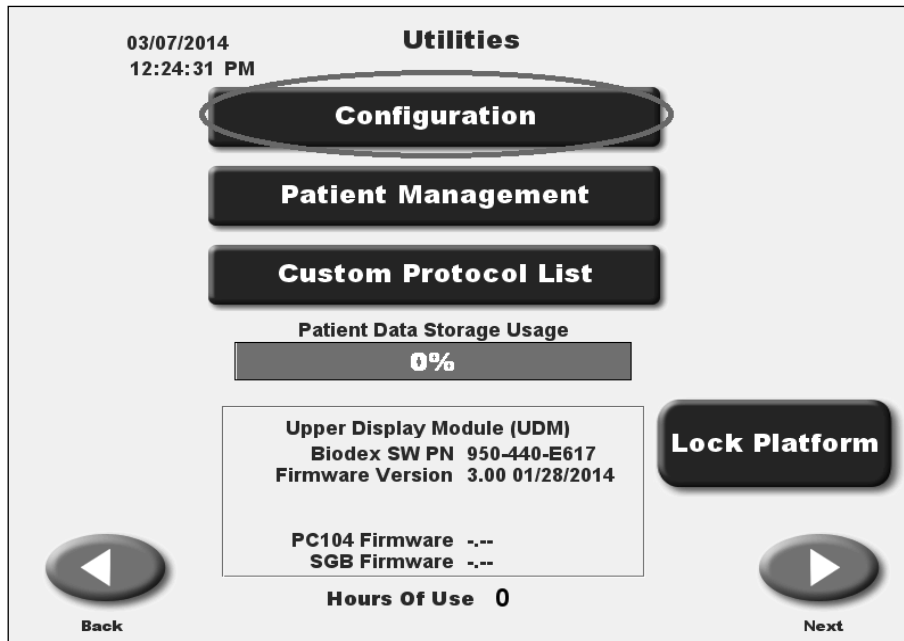 Utilities
03/07/2014
12:24:31 PM
Configuration
Patient Management
Custom Protocol List
Patient Data Storage Usage
0%
Upper Display Module (UDM)
Biodex SW PN 950-440-E617
Firmware Version 3.00 01/28/2014
PC104 Firmware -.--
SGB Firmware -.--
Lock Platform
Hours Of Use 0
Back
Next